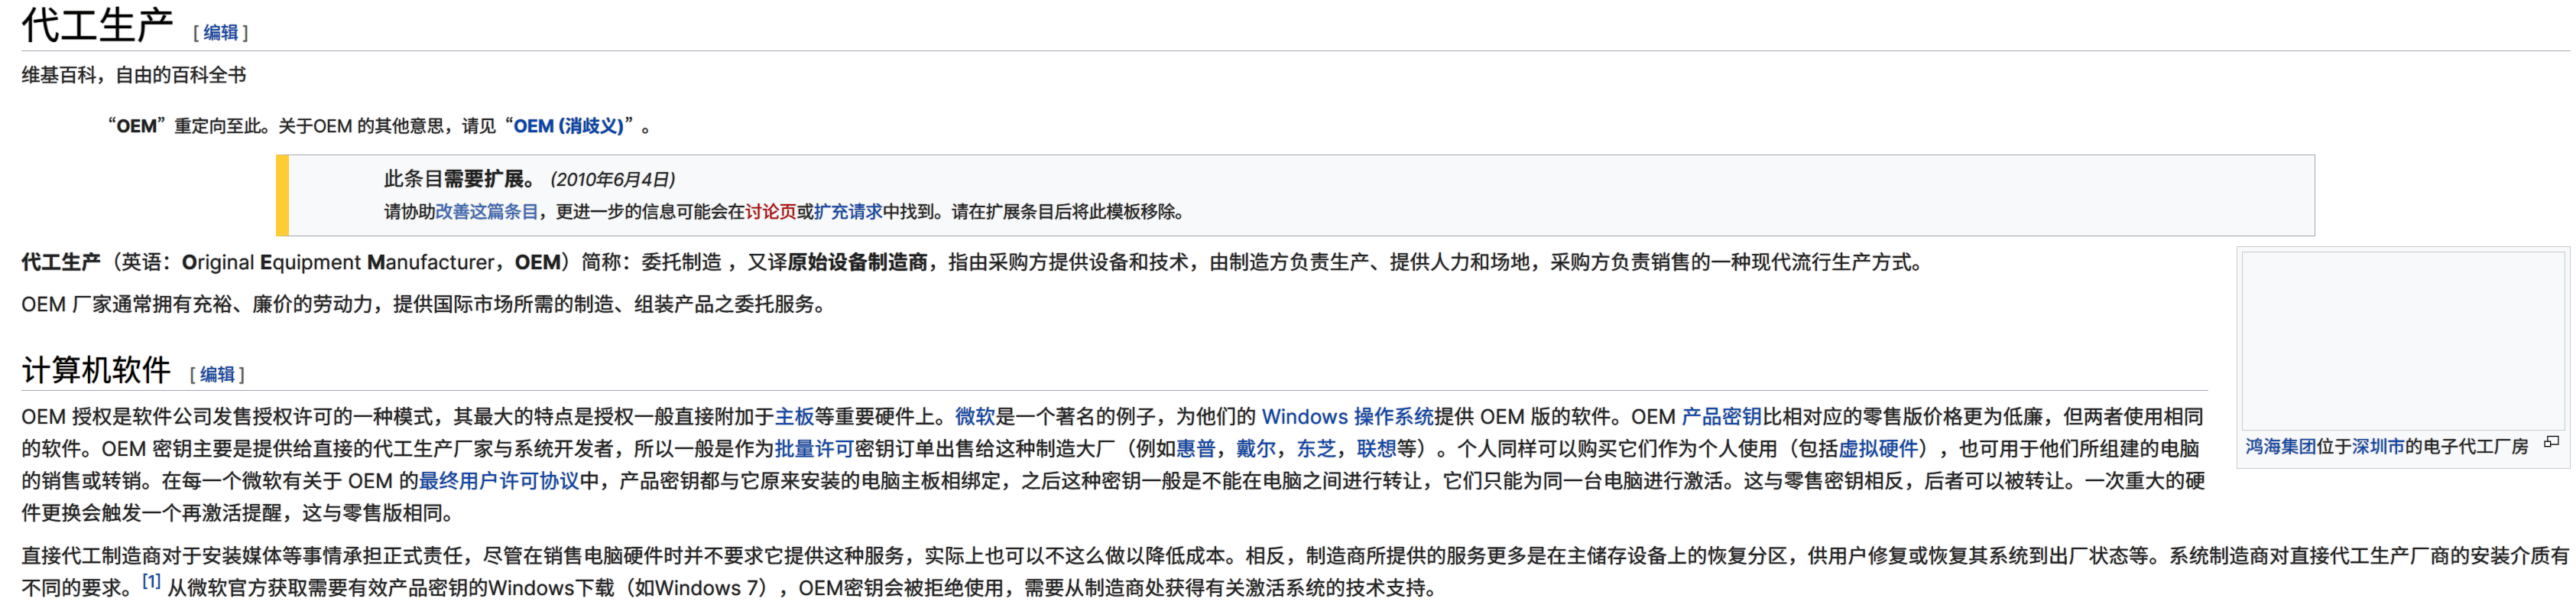 代工生产 [编辑]
维基百科，自由的百科全书
“OEM”重定向至此。关于OEM 的其他意思，请见“OEM (消歧义)”。
此条目需要扩展。 (2010年6月4日)
请协助改善这篇条目，更进一步的信息可能会在讨论页或扩充请求中找到。请在扩展条目后将此模板移除。
代工生产（英语：Original Equipment Manufacturer，OEM）简称：委托制造 ，又译原始设备制造商，指由采购方提供设备和技术，由制造方负责生产、提供人力和场地，采购方负责销售的一种现代流行生产方式。
OEM 厂家通常拥有充裕、廉价的劳动力，提供国际市场所需的制造、组装产品之委托服务。
鸿海集团位于深圳市的电子代工厂房
计算机软件 [编辑]
OEM 授权是软件公司发售授权许可的一种模式，其最大的特点是授权一般直接附加于主板等重要硬件上。微软是一个著名的例子，为他们的 Windows 操作系统提供 OEM 版的软件。OEM 产品密钥比相对应的零售版价格更为低廉，但两者使用相同
的软件。OEM 密钥主要是提供给直接的代工生产厂家与系统开发者，所以一般是作为批量许可密钥订单出售给这种制造大厂（例如惠普，戴尔，东芝，联想等）。个人同样可以购买它们作为个人使用（包括虚拟硬件），也可用于他们所组建的电脑
的销售或转销。在每一个微软有关于 OEM 的最终用户许可协议中，产品密钥都与它原来安装的电脑主板相绑定，之后这种密钥一般是不能在电脑之间进行转让，它们只能为同一台电脑进行激活。这与零售密钥相反，后者可以被转让。一次重大的硬
件更换会触发一个再激活提醒，这与零售版相同。
直接代工制造商对于安装媒体等事情承担正式责任，尽管在销售电脑硬件时并不要求它提供这种服务，实际上也可以不这么做以降低成本。相反，制造商所提供的服务更多是在主储存设备上的恢复分区，供用户修复或恢复其系统到出厂状态等。系统制造商对直接代工生产厂商的安装介质有
不同的要求。[1] 从微软官方获取需要有效产品密钥的Windows下载（如Windows 7），OEM密钥会被拒绝使用，需要从制造商处获得有关激活系统的技术支持。